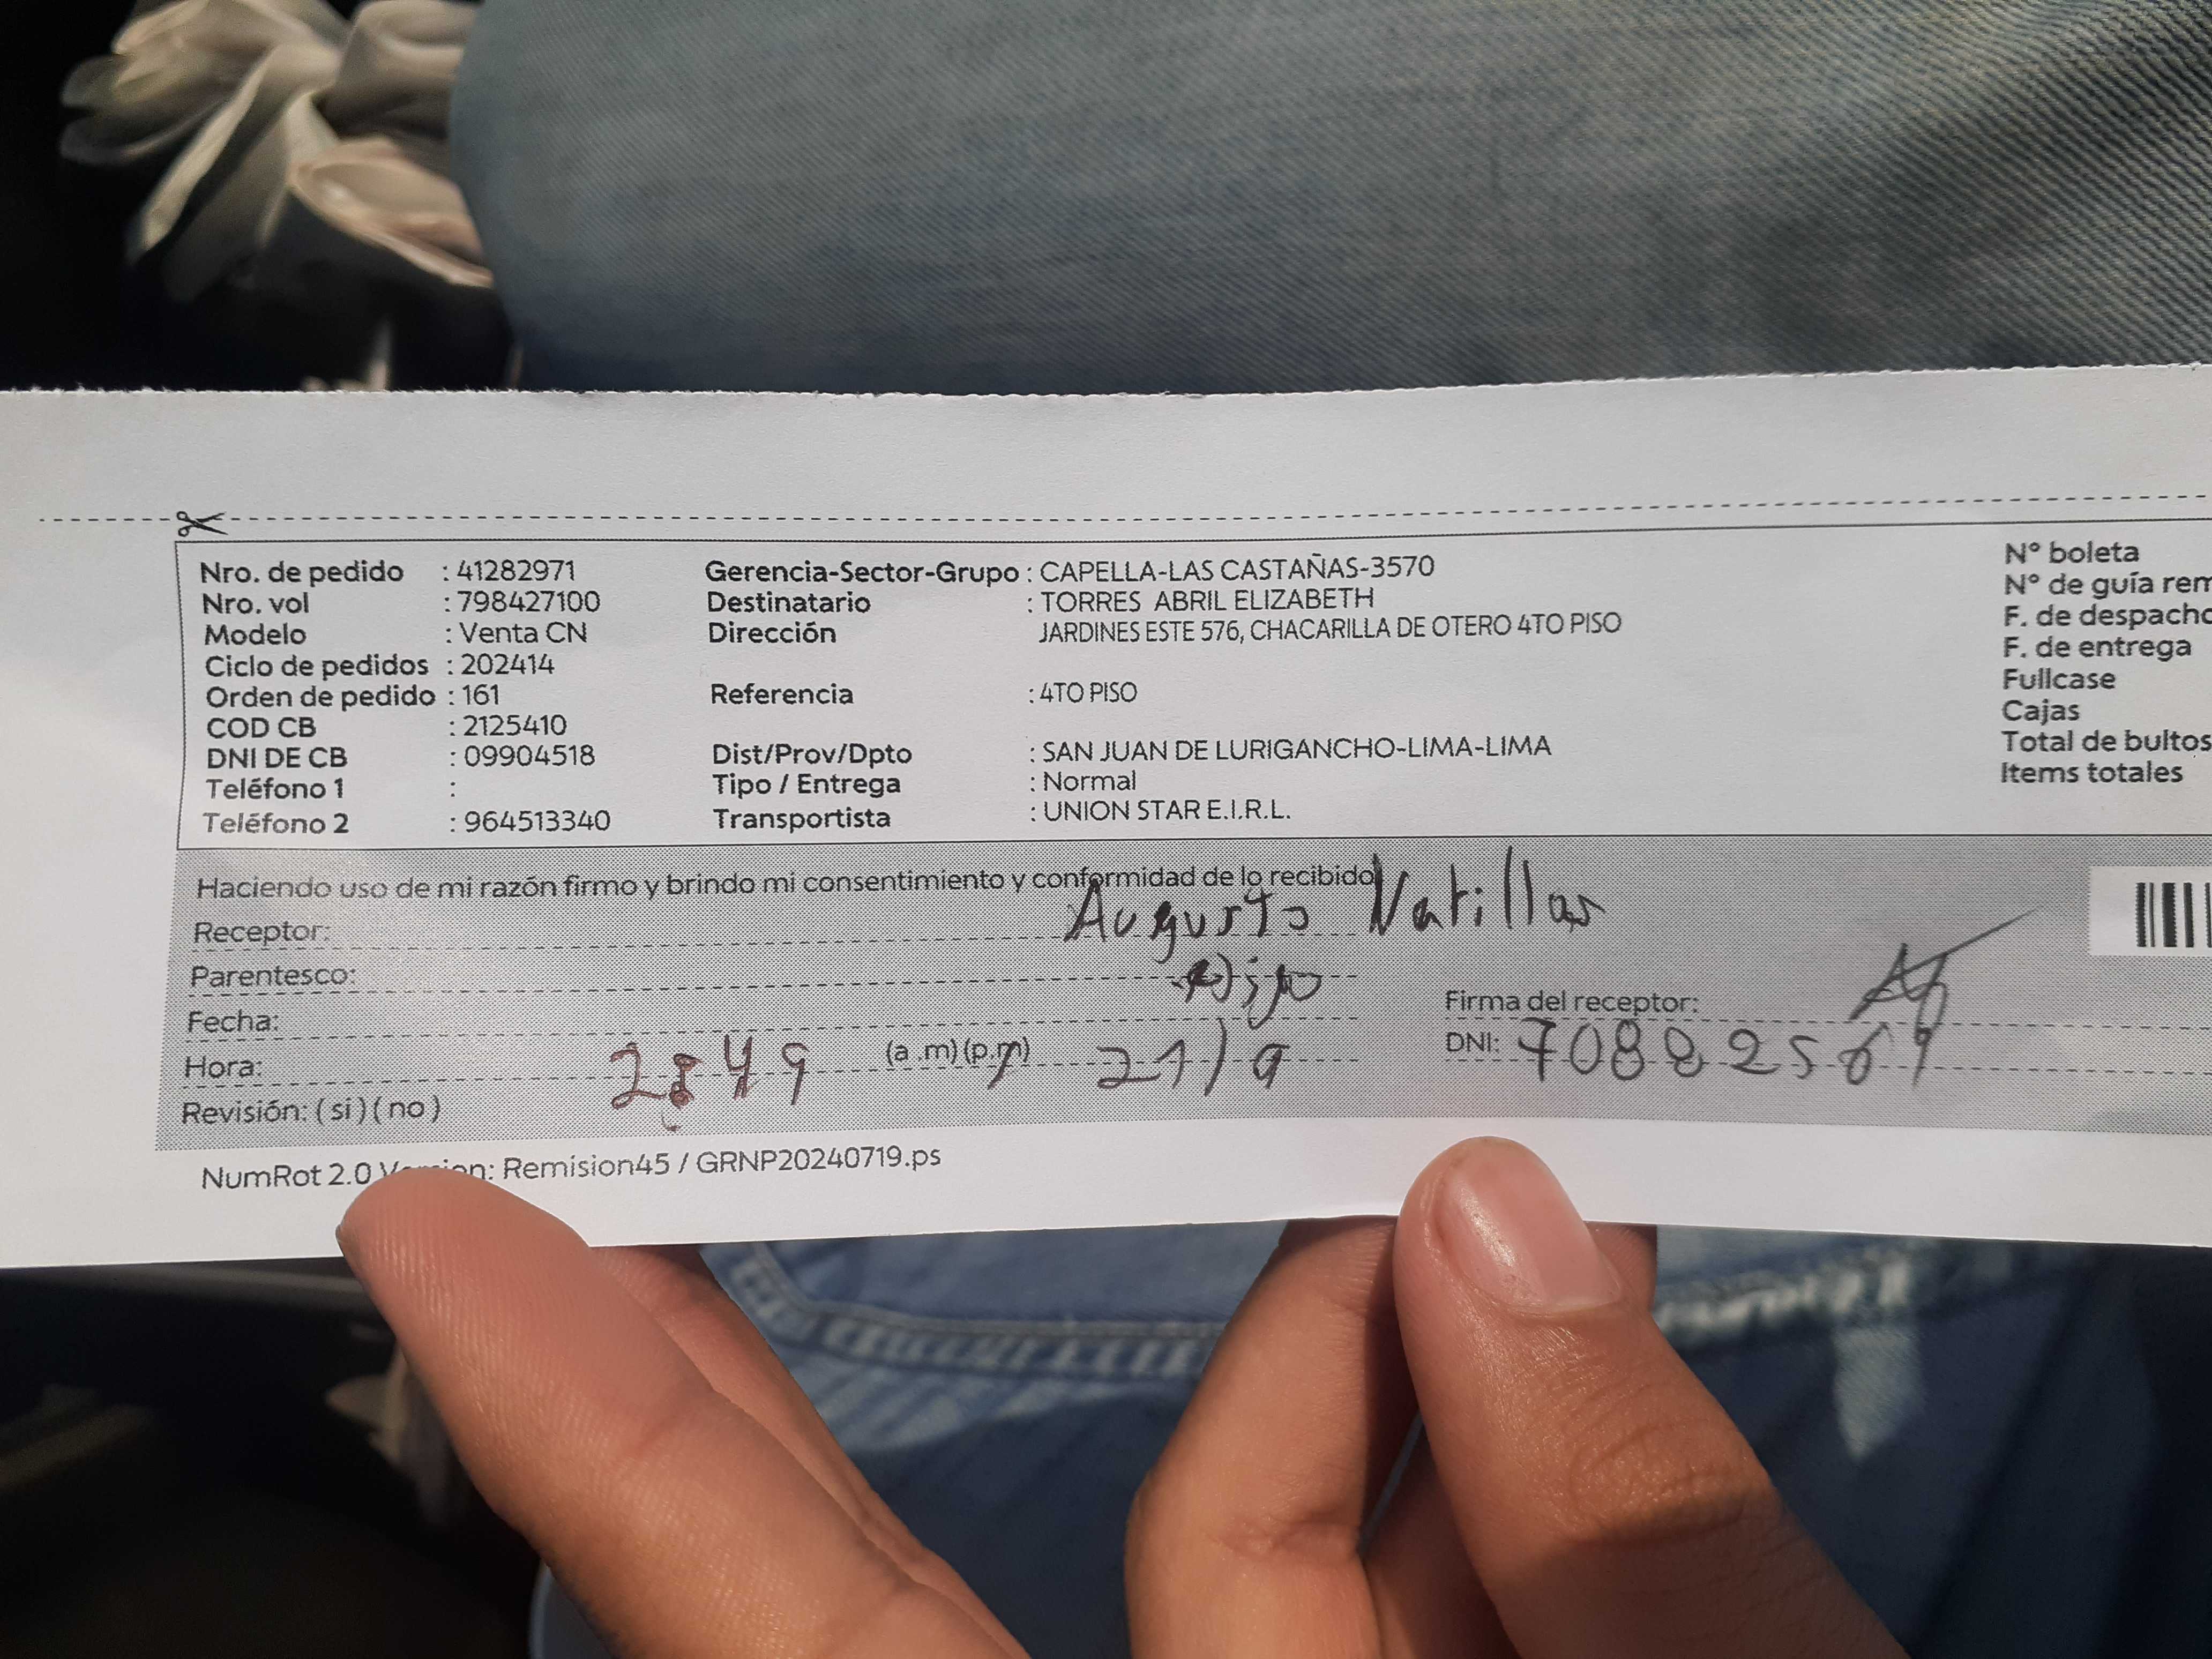 Nro. de pedido : 41282971 Gerencia-Sector-Grupo : CAPELLA-LAS CASTAÑAS-3570 N° boleta
Nro. vol : 798427100 Destinatario : TORRES ABRIL ELIZABETH N° de guía rem
Modelo : Venta CN Dirección JARDINES ESTE 576, CHACARILLA DE OTERO 4TO PISO F. de despacho
Ciclo de pedidos : 202414 F. de entrega
Orden de pedido : 161 Referencia : 4TO PISO Fullcase
COD CB : 2125410 Cajas
DNI DE CB : 09904518 Dist/Prov/Dpto : SAN JUAN DE LURIGANCHO-LIMA-LIMA Total de bultos
Teléfono 1 : Tipo / Entrega : Normal Items totales
Teléfono 2 : 964513340 Transportista : UNION STAR E.I.R.L.
Haciendo uso de mi razón firmo y brindo mi consentimiento y conformidad de lo recibido
Receptor: Augusto
Parentesco: Hijo
Fecha: Firma del receptor:
Hora: 2:49 (a .m) (p.m) 21/9 DNI: 70882569
Revisión: ( si ) ( no )
NumRot 2.0 Remision45 / GRNP20240719.ps